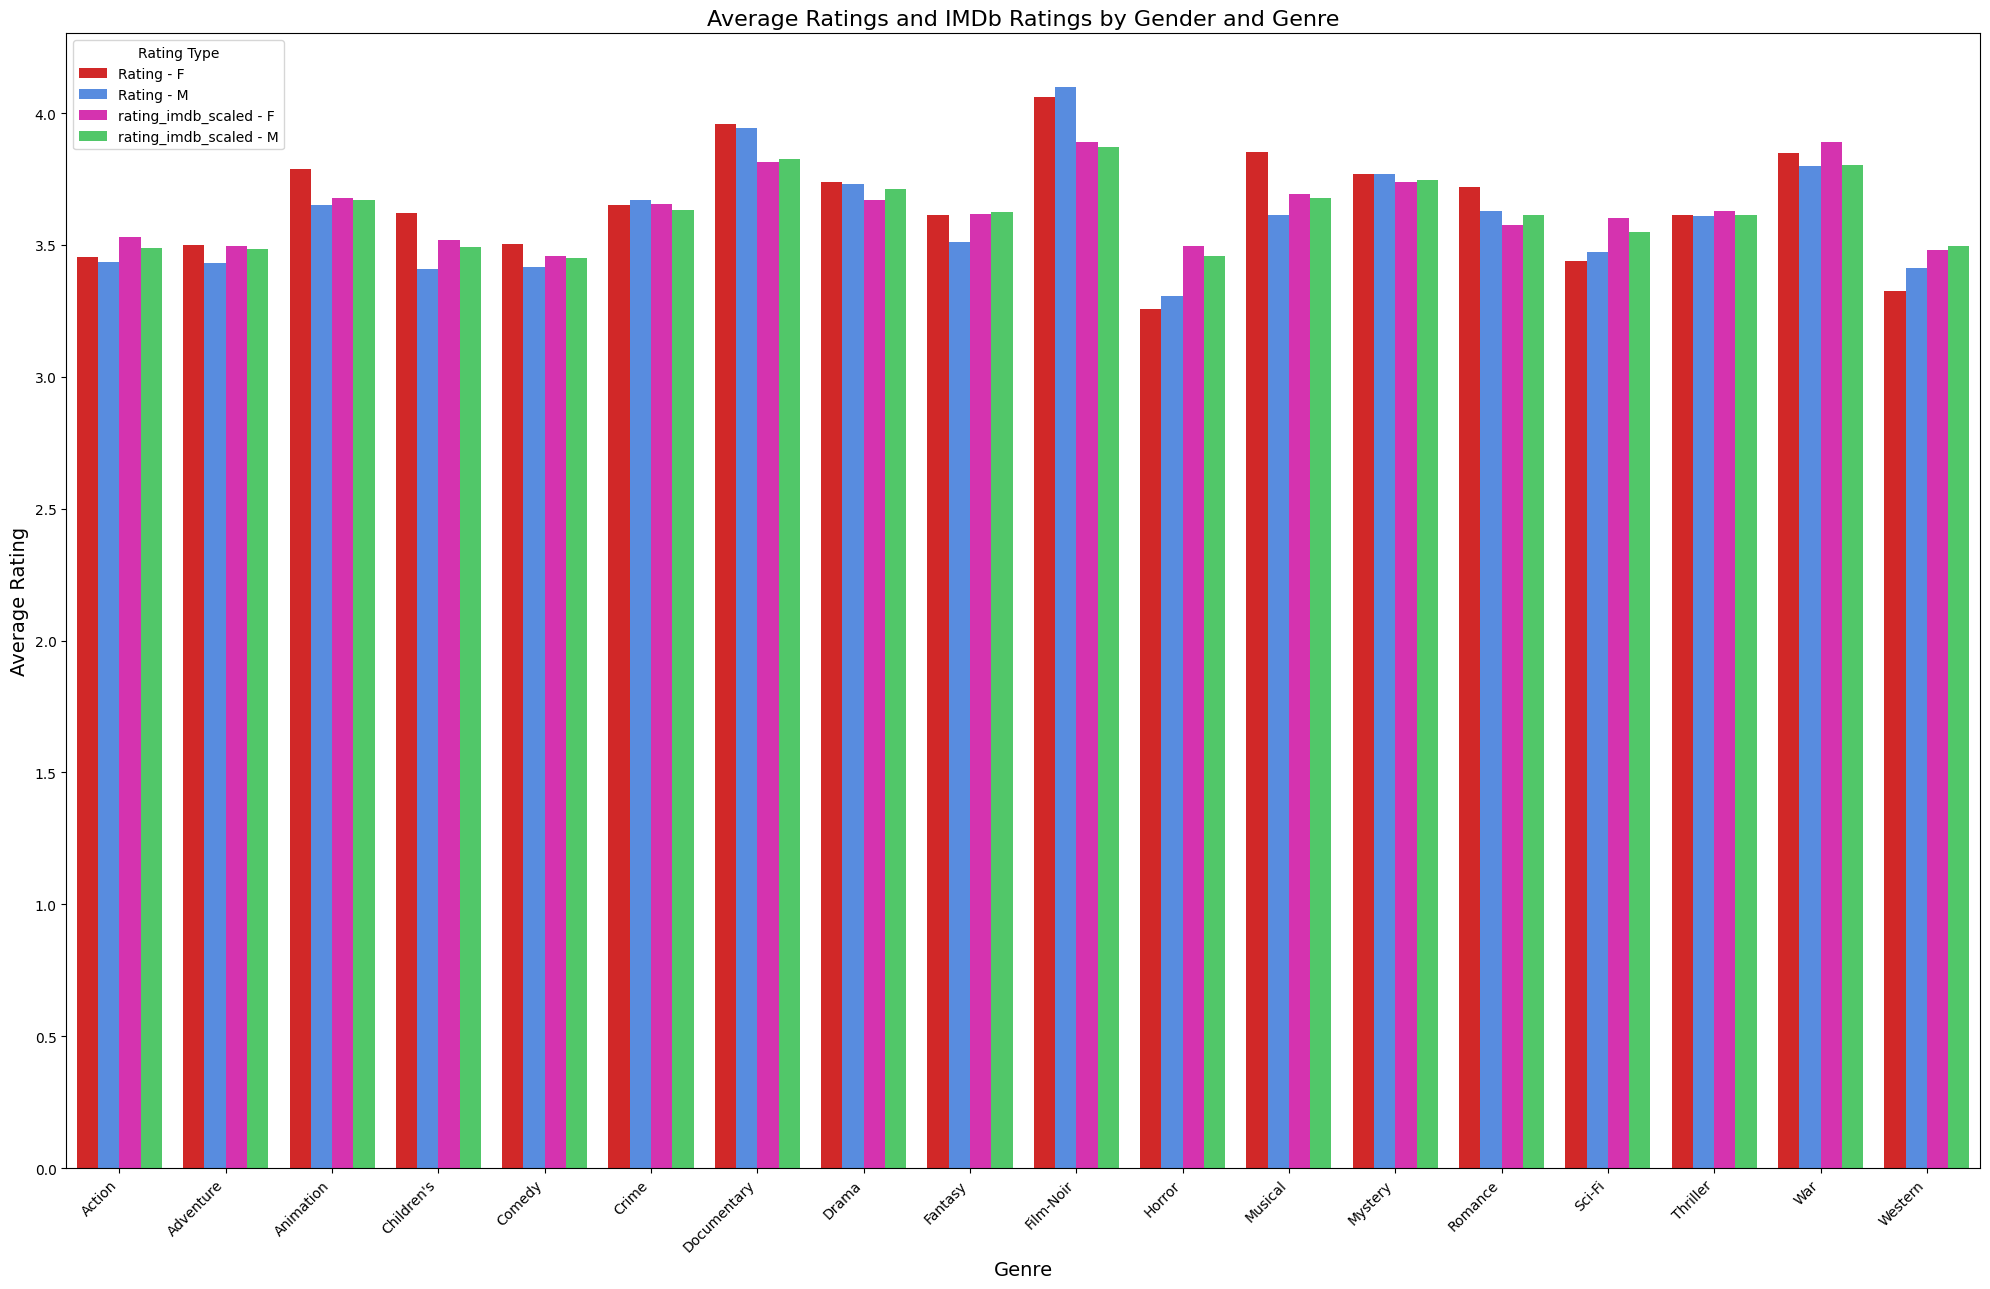 Average Ratings and IMDb Ratings by Gender and Genre
Rating Type
Rating - F
Rating - M
rating_imdb_scaled - F
rating_imdb_scaled - M
Average Rating
4.0
3.5
3.0
2.5
2.0
1.5
1.0
0.5
0.0
Action
Adventure
Animation
Children's
Comedy
Crime
Documentary
Drama
Fantasy
Film-Noir
Horror
Musical
Mystery
Romance
Sci-Fi
Thriller
War
Western
Genre